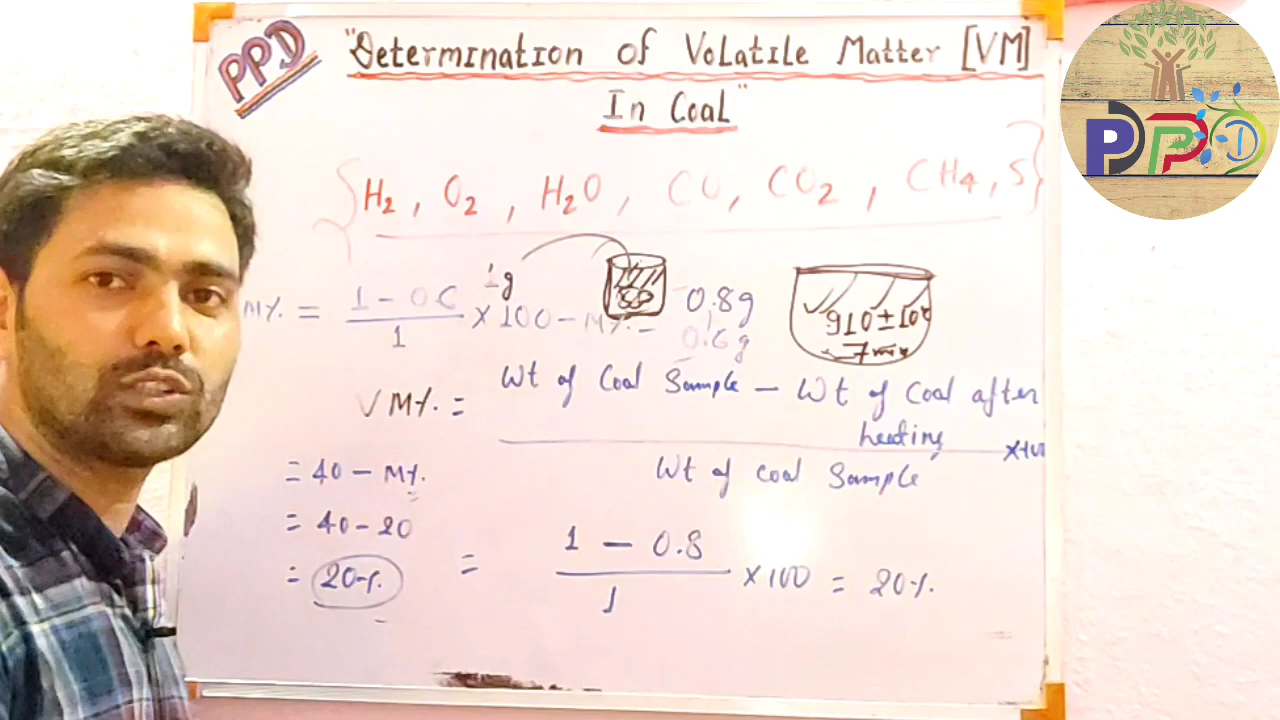 PPD
"Determination of Volatile Matter [VM]
In Coal"
PPD
{H₂, O₂, H₂O, CO, CO₂, CH₄, S}
1g
M% = 1 - 0.6 / 1 × 100 - M% -
0.8g
0.6g
910 ± 10%
7 min
VM% = Wt of Coal Sample - Wt of Coal after heating / Wt of coal Sample × 100
= 40 - M%
= 40 - 20
= 20%
= 1 - 0.8 / 1 × 100 = 20%